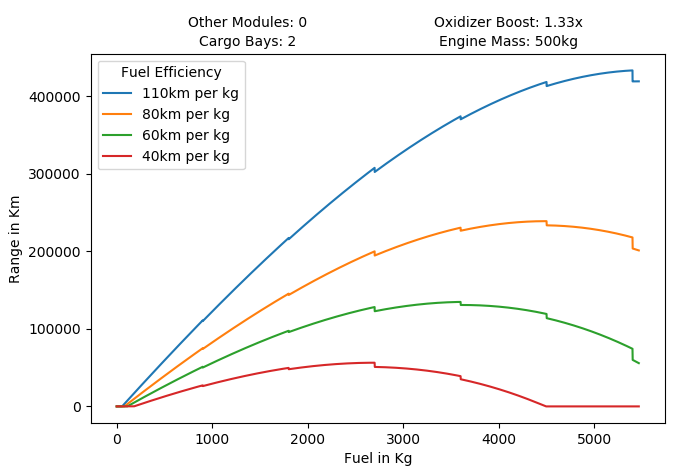 Other Modules: 0
Cargo Bays: 2
Oxidizer Boost: 1.33x
Engine Mass: 500kg
Fuel Efficiency
110km per kg
80km per kg
60km per kg
40km per kg
Range in Km
400000
300000
200000
100000
0
0 1000 2000 3000 4000 5000
Fuel in Kg